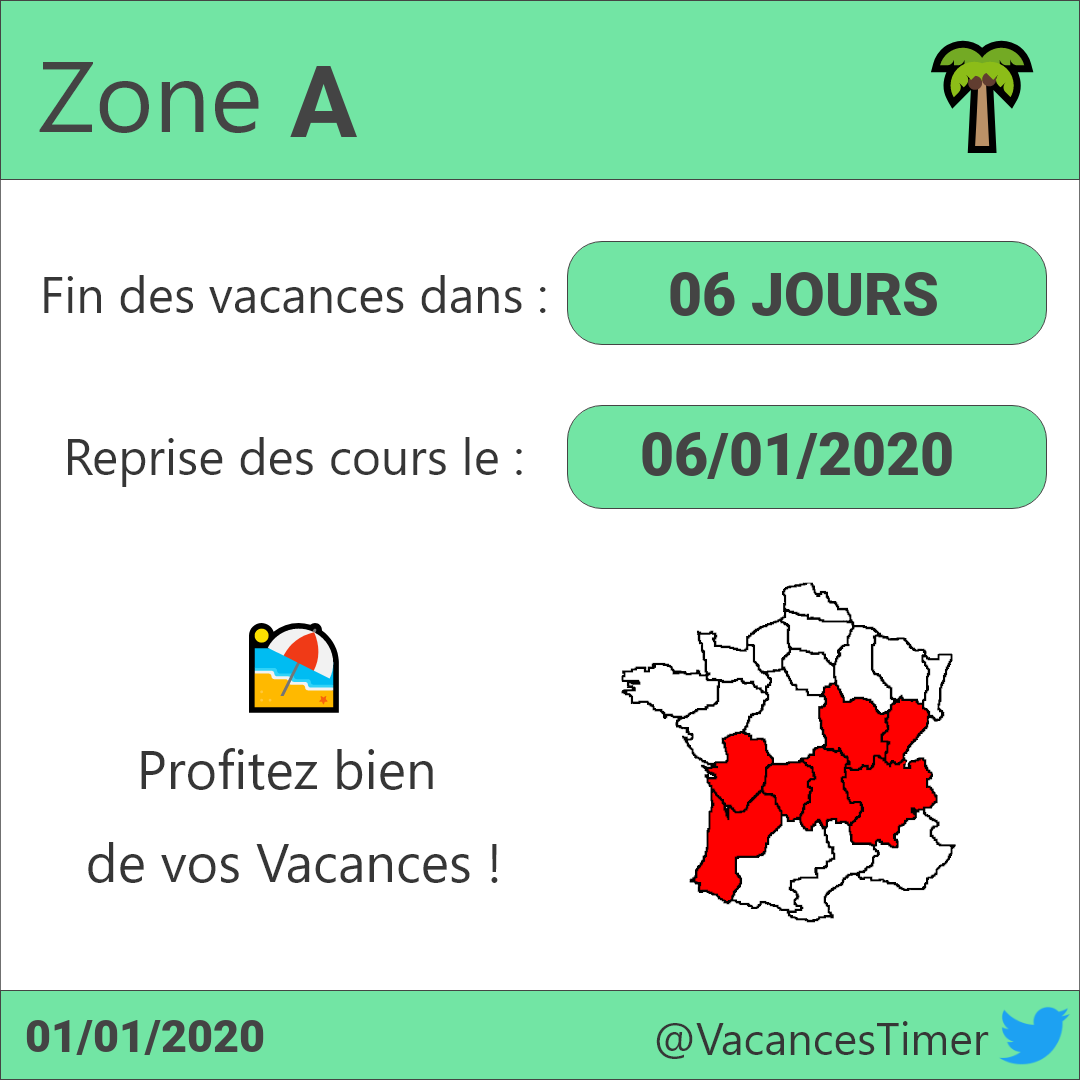 Zone A
Fin des vacances dans : 06 JOURS
Reprise des cours le : 06/01/2020
Profitez bien
de vos Vacances !
01/01/2020 @VacancesTimer